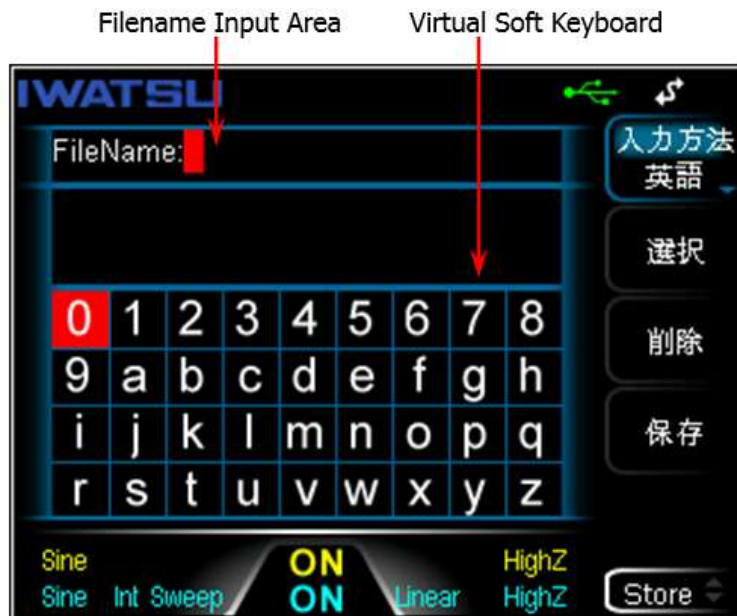 Filename Input Area Virtual Soft Keyboard
IWATSU
FileName:
入力方法
英語
選択
削除
保存
0 1 2 3 4 5 6 7 8
9 a b c d e f g h
i j k l m n o p q
r s t u v w x y z
Sine ON HighZ
Sine Int Sweep ON Linear HighZ
Store